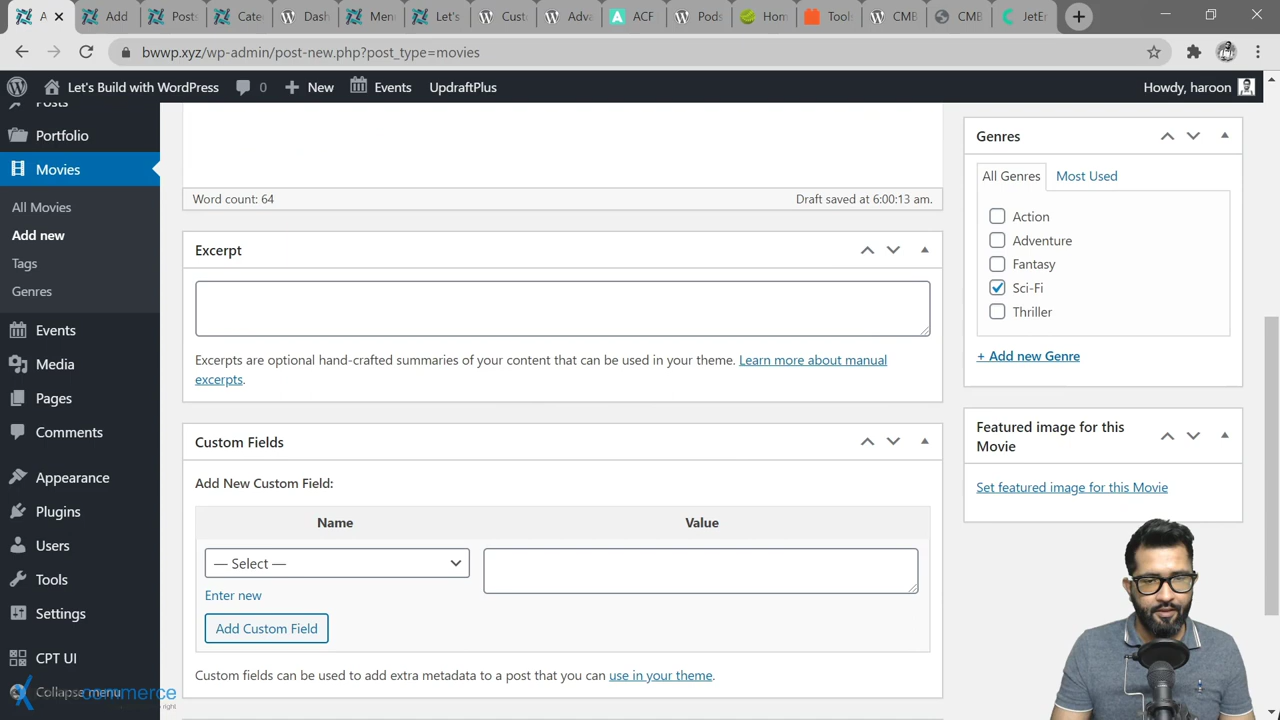 A
Add
Posts
Cate
Das
Men
Let's
Cust
Adva
ACF
Pods
Hom
Tool
CMB
CMB
JetEn
bwwp.xyz/wp-admin/post-new.php?post_type=movies
Let's Build with WordPress
0
New
Events
UpdraftPlus
Howdy, haroon
Posts
Portfolio
Movies
All Movies
Add new
Tags
Genres
Events
Media
Pages
Comments
Appearance
Plugins
Users
Tools
Settings
CPT UI
Collapse menu
commerce
Word count: 64
Draft saved at 6:00:13 am.
Excerpt
Excerpts are optional hand-crafted summaries of your content that can be used in your theme. Learn more about manual
excerpts.
Custom Fields
Add New Custom Field:
Name
Value
— Select —
Enter new
Add Custom Field
Custom fields can be used to add extra metadata to a post that you can use in your theme.
Genres
All Genres
Most Used
Action
Adventure
Fantasy
Sci-Fi
Thriller
+ Add new Genre
Featured image for this
Movie
Set featured image for this Movie